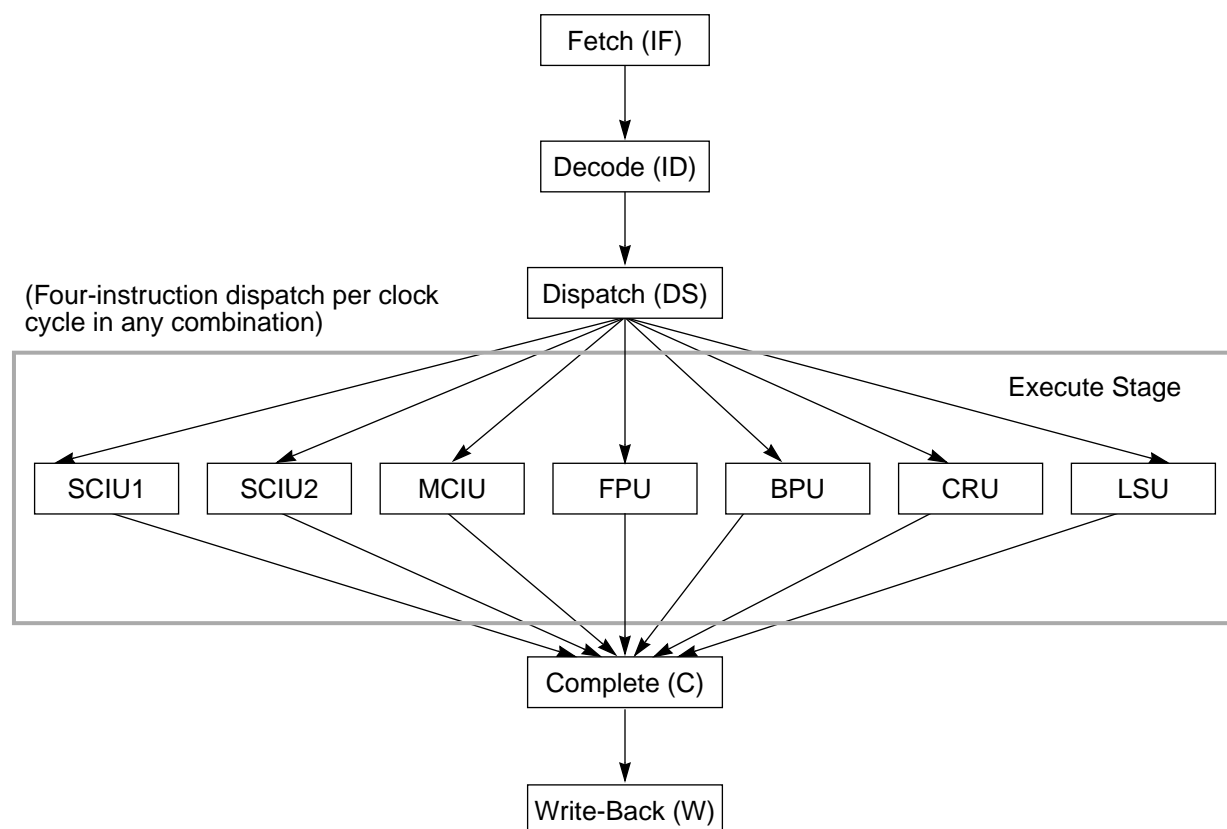 Fetch (IF)
Decode (ID)
(Four-instruction dispatch per clock
cycle in any combination)
Dispatch (DS)
Execute Stage
SCIU1
SCIU2
MCIU
FPU
BPU
CRU
LSU
Complete (C)
Write-Back (W)